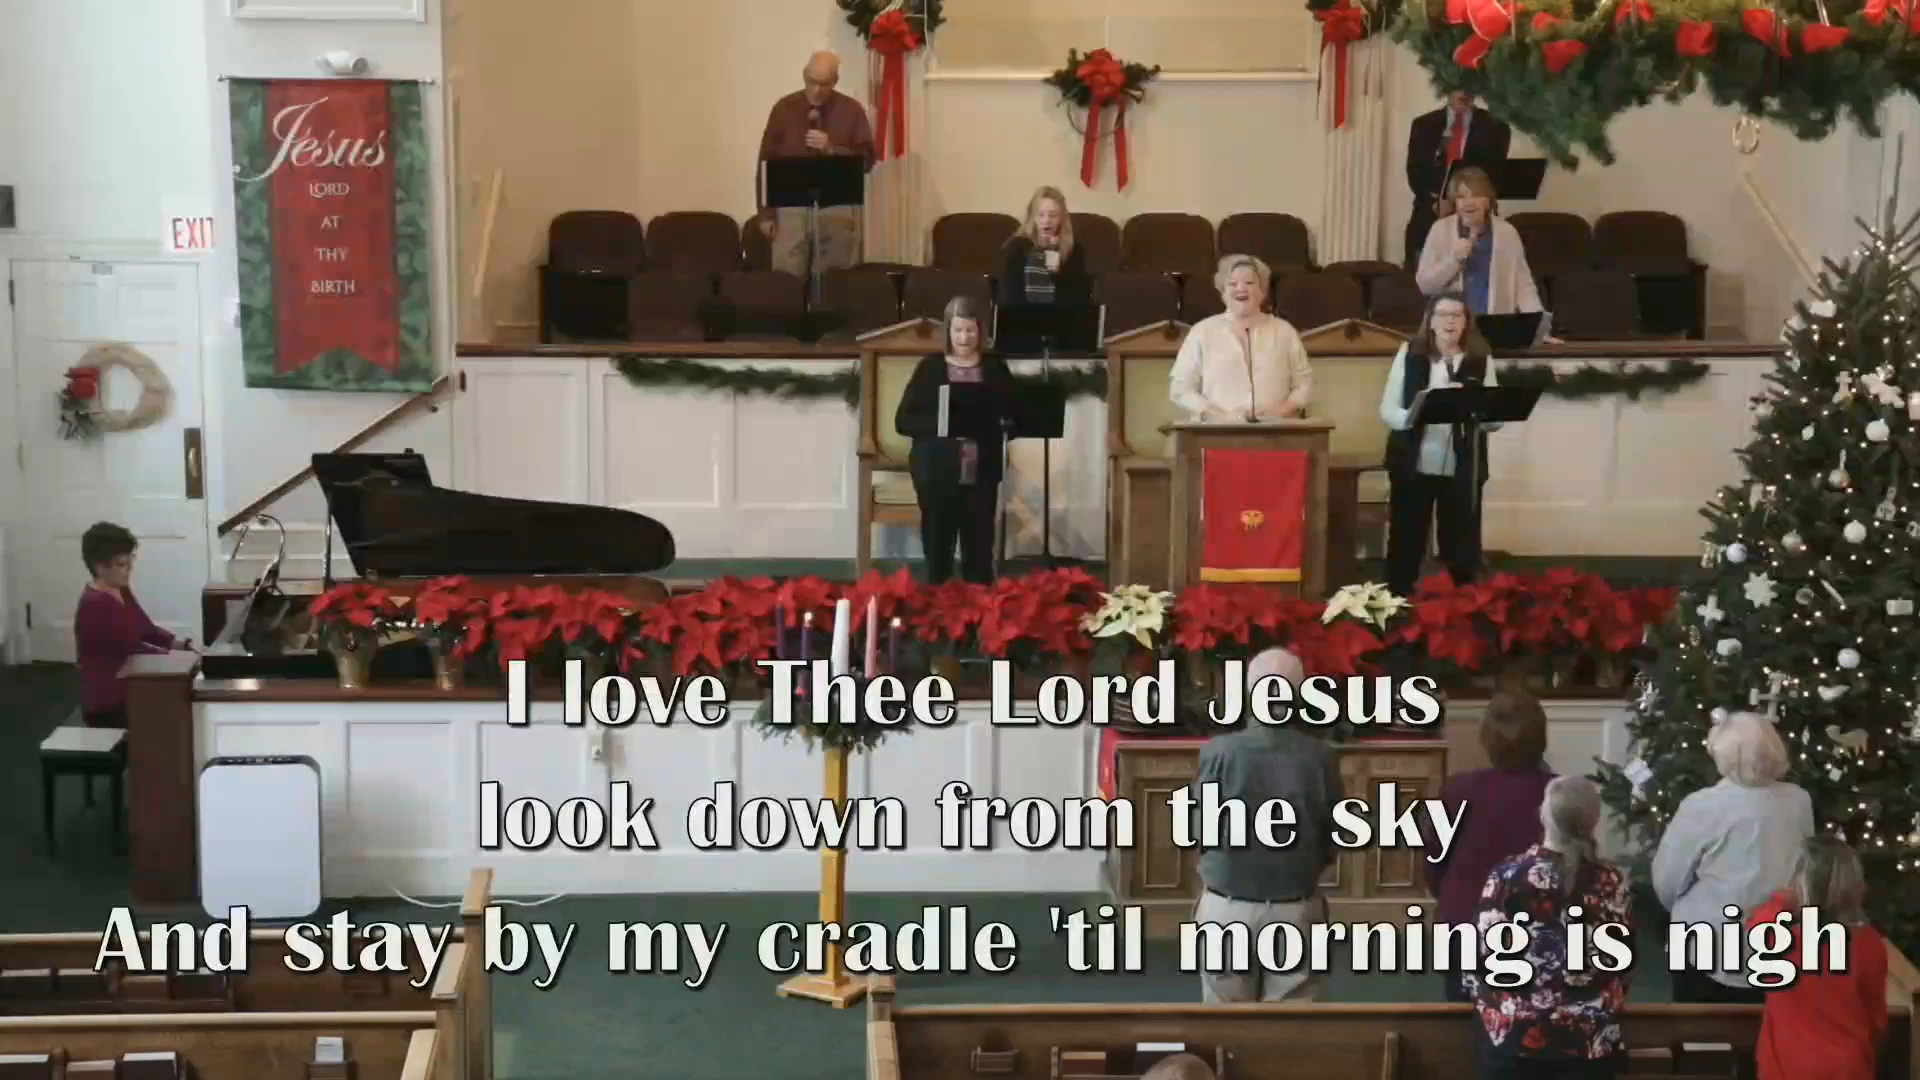 Jesus
LORD
AT
THY
BIRTH
EXIT
I love Thee Lord Jesus
look down from the sky
And stay by my cradle 'til morning is nigh